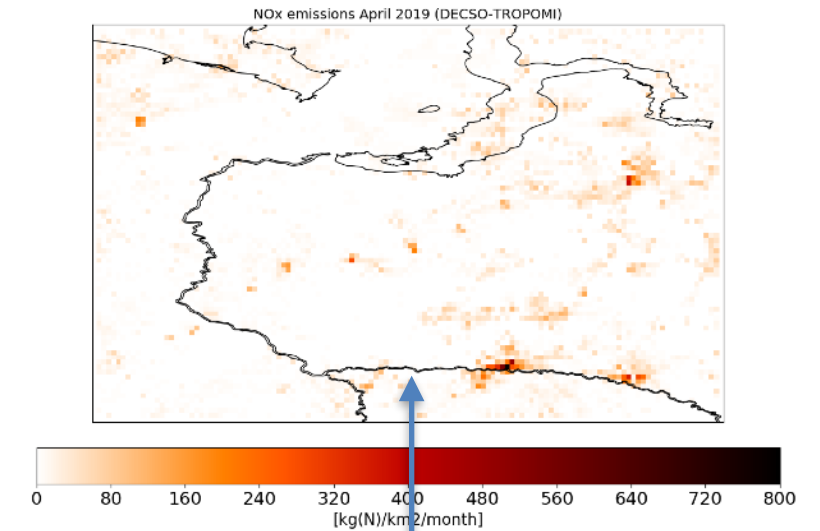 NOx emissions April 2019 (DECSO-TROPOMI)
0 80 160 240 320 400 480 560 640 720 800
[kg(N)/km2/month]